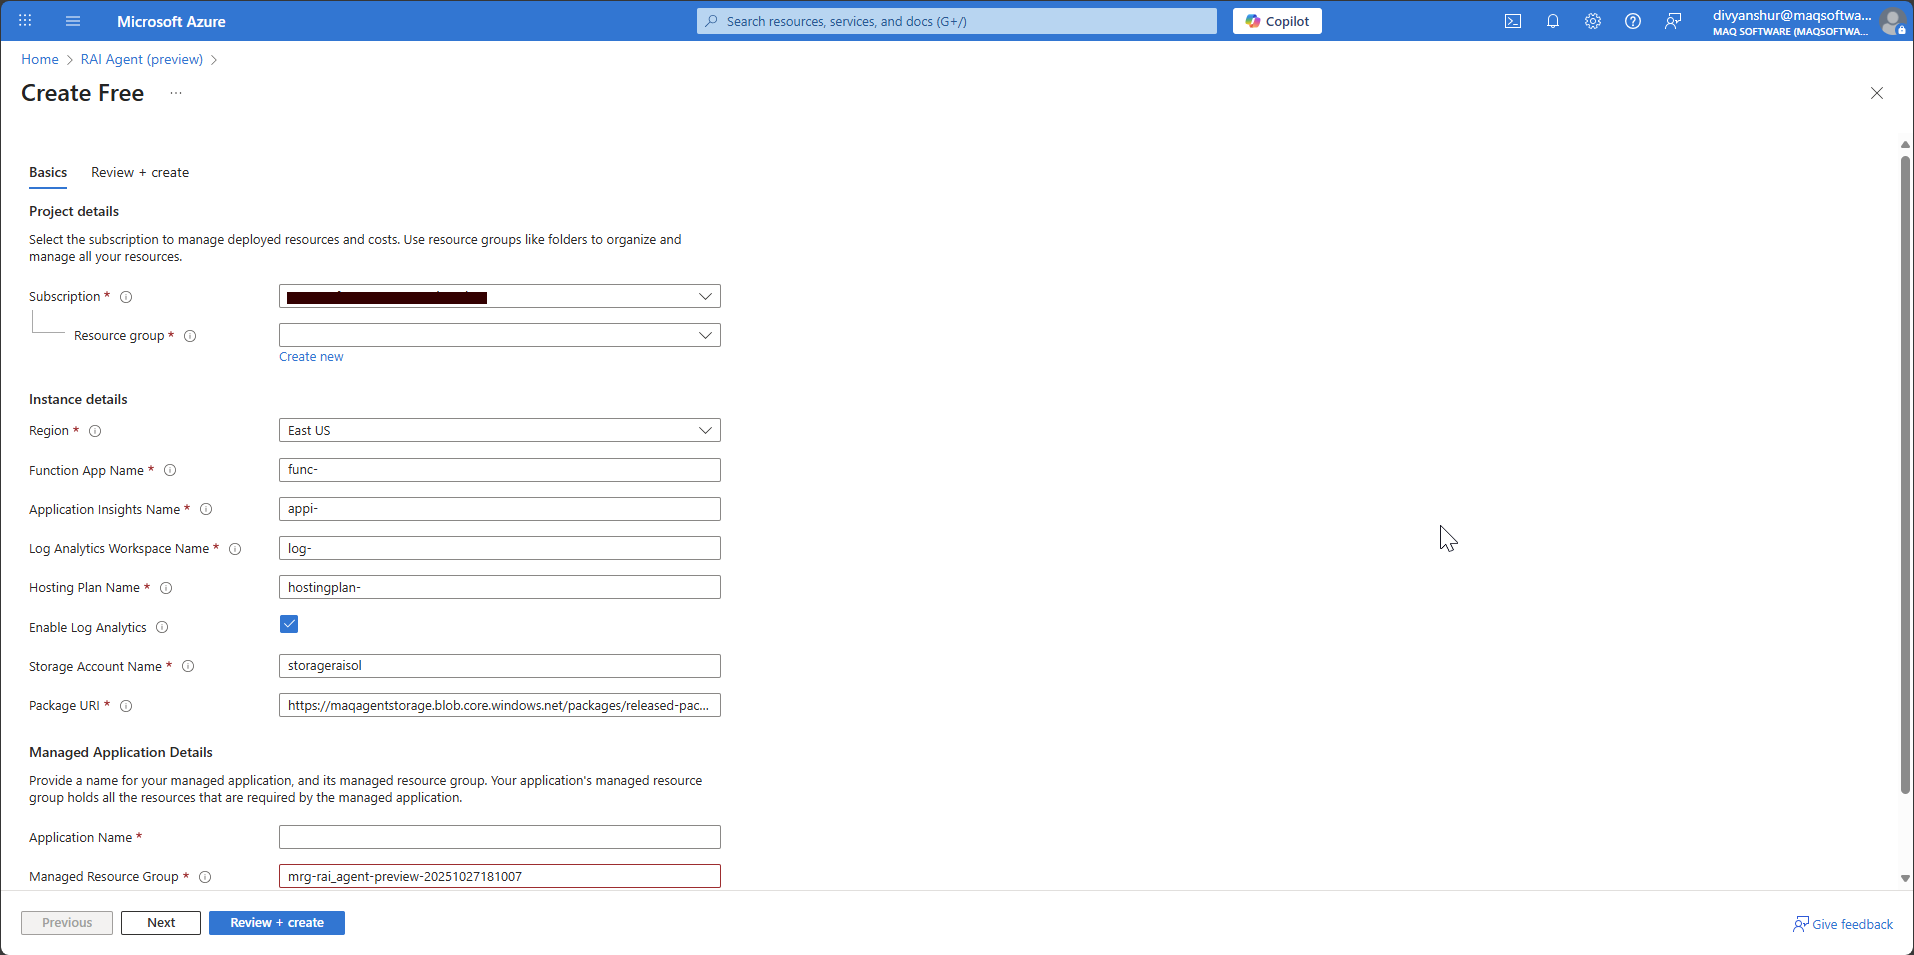 Microsoft Azure
Search resources, services, and docs (G+/)
Copilot
divyanshur@maqsoftwa...
MAQ SOFTWARE (MAQSOFTWA...
Home > RAI Agent (preview) >
Create Free ...
Basics Review + create
Project details
Select the subscription to manage deployed resources and costs. Use resource groups like folders to organize and
manage all your resources.
Subscription *
Resource group *
Create new
Instance details
Region * East US
Function App Name * func-
Application Insights Name * appi-
Log Analytics Workspace Name * log-
Hosting Plan Name * hostingplan-
Enable Log Analytics
Storage Account Name * storageraisol
Package URI * https://maqagentstorage.blob.core.windows.net/packages/released-pac...
Managed Application Details
Provide a name for your managed application, and its managed resource group. Your application's managed resource
group holds all the resources that are required by the managed application.
Application Name *
Managed Resource Group * mrg-rai_agent-preview-20251027181007
Previous Next Review + create
Give feedback